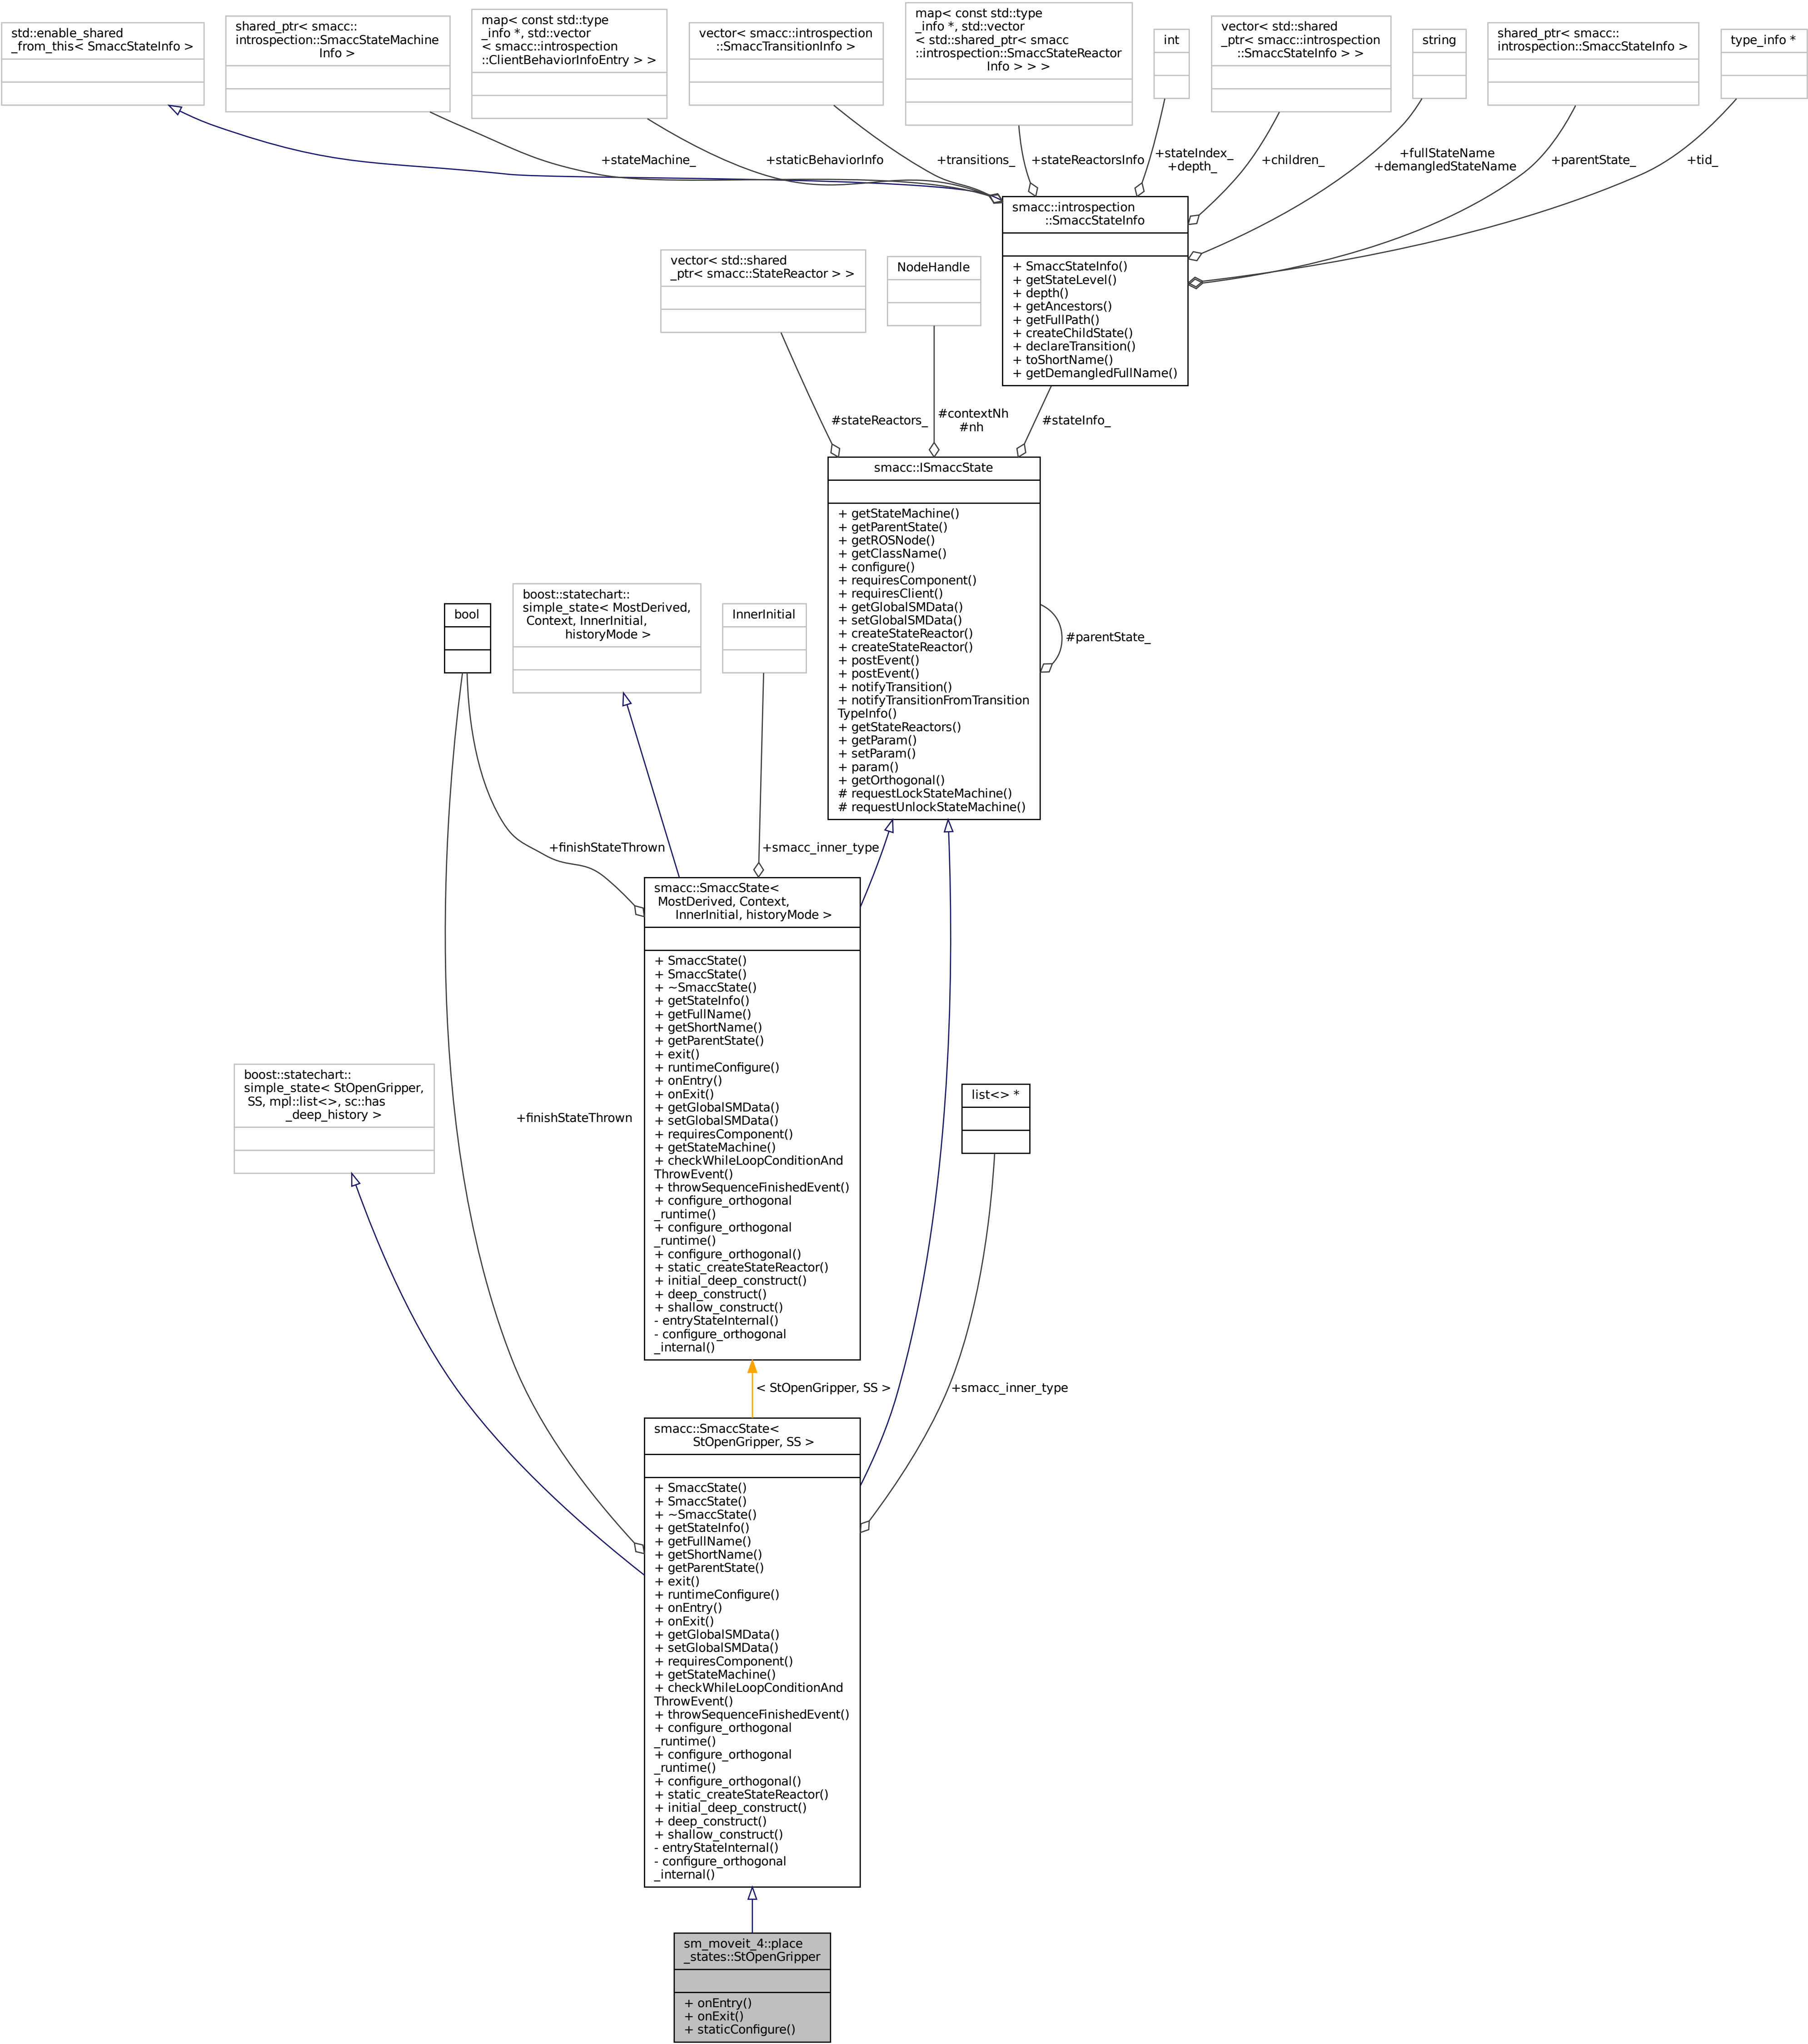 std::enable_shared
_from_this< SmaccStateInfo >
shared_ptr< smacc::
introspection::SmaccStateMachine
Info >
map< const std::type
_info *, std::vector
< smacc::introspection
::ClientBehaviorInfoEntry > >
vector< smacc::introspection
::SmaccTransitionInfo >
map< const std::type
_info *, std::vector
< std::shared_ptr< smacc
::introspection::SmaccStateReactor
Info > > >
int
vector< std::shared
_ptr< smacc::introspection
::SmaccStateInfo > >
string
shared_ptr< smacc::
introspection::SmaccStateInfo >
type_info *
+stateMachine_
+staticBehaviorInfo
+transitions_
+stateReactorsInfo
+stateIndex_
+depth_
+children_
+fullStateName
+demangledStateName
+parentState_
+tid_
smacc::introspection
::SmaccStateInfo
+ SmaccStateInfo()
+ getStateLevel()
+ depth()
+ getAncestors()
+ getFullPath()
+ createChildState()
+ declareTransition()
+ toShortName()
+ getDemangledFullName()
vector< std::shared
_ptr< smacc::StateReactor > >
NodeHandle
#stateReactors_
#contextNh
#nh
#stateInfo_
smacc::ISmaccState
+ getStateMachine()
+ getParentState()
+ getROSNode()
+ getClassName()
+ configure()
+ requiresComponent()
+ requiresClient()
+ getGlobalSMData()
+ setGlobalSMData()
+ createStateReactor()
+ createStateReactor()
+ postEvent()
+ postEvent()
+ notifyTransition()
+ notifyTransitionFromTransition
TypeInfo()
+ getStateReactors()
+ getParam()
+ setParam()
+ param()
+ getOrthogonal()
# requestLockStateMachine()
# requestUnlockStateMachine()
#parentState_
bool
boost::statechart::
simple_state< MostDerived,
Context, InnerInitial,
historyMode >
InnerInitial
+finishStateThrown
+smacc_inner_type
smacc::SmaccState<
MostDerived, Context,
InnerInitial, historyMode >
+ SmaccState()
+ SmaccState()
+ ~SmaccState()
+ getStateInfo()
+ getFullName()
+ getShortName()
+ getParentState()
+ exit()
+ runtimeConfigure()
+ onEntry()
+ onExit()
+ getGlobalSMData()
+ setGlobalSMData()
+ requiresComponent()
+ getStateMachine()
+ checkWhileLoopConditionAnd
ThrowEvent()
+ throwSequenceFinishedEvent()
+ configure_orthogonal
_runtime()
+ configure_orthogonal
_runtime()
+ configure_orthogonal()
+ static_createStateReactor()
+ initial_deep_construct()
+ deep_construct()
+ shallow_construct()
- entryStateInternal()
- configure_orthogonal
_internal()
boost::statechart::
simple_state< StOpenGripper,
SS, mpl::list<>, sc::has
_deep_history >
+finishStateThrown
list<> *
< StOpenGripper, SS >
+smacc_inner_type
smacc::SmaccState<
StOpenGripper, SS >
+ SmaccState()
+ SmaccState()
+ ~SmaccState()
+ getStateInfo()
+ getFullName()
+ getShortName()
+ getParentState()
+ exit()
+ runtimeConfigure()
+ onEntry()
+ onExit()
+ getGlobalSMData()
+ setGlobalSMData()
+ requiresComponent()
+ getStateMachine()
+ checkWhileLoopConditionAnd
ThrowEvent()
+ throwSequenceFinishedEvent()
+ configure_orthogonal
_runtime()
+ configure_orthogonal
_runtime()
+ configure_orthogonal()
+ static_createStateReactor()
+ initial_deep_construct()
+ deep_construct()
+ shallow_construct()
- entryStateInternal()
- configure_orthogonal
_internal()
sm_moveit_4::place
_states::StOpenGripper
+ onEntry()
+ onExit()
+ staticConfigure()